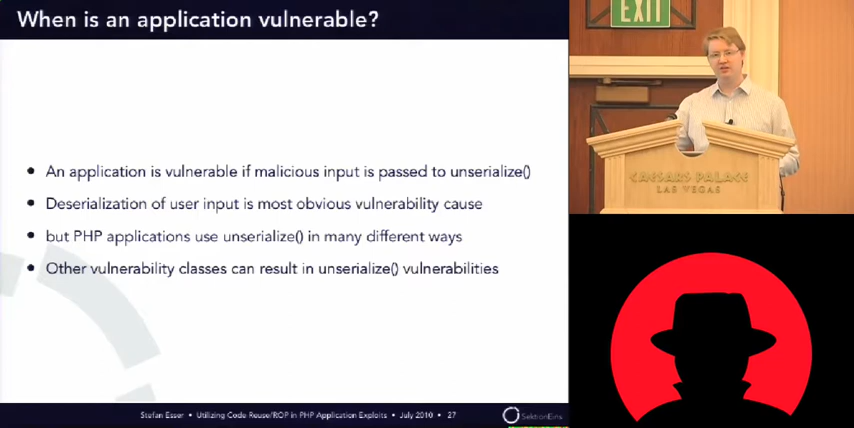 When is an application vulnerable?
• An application is vulnerable if malicious input is passed to unserialize()
• Deserialization of user input is most obvious vulnerability cause
• but PHP applications use unserialize() in many different ways
• Other vulnerability classes can result in unserialize() vulnerabilities
Stefan Esser • Utilizing Code Reuse/ROP in PHP Application Exploits • July 2010 • 27
SektionEins
EXIT
CAESARS PALACE
LAS VEGAS